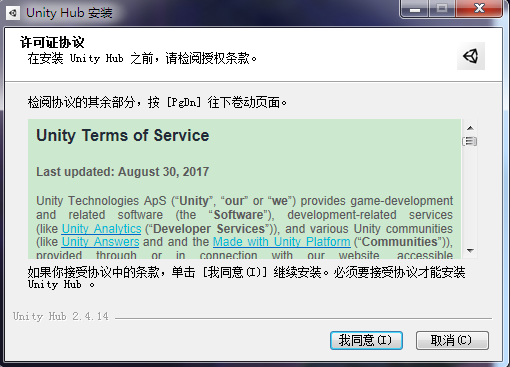 Unity Hub 安装
许可证协议
在安装 Unity Hub 之前，请检阅授权条款。
检阅协议的其余部分，按 [PgDn] 往下卷动页面。
Unity Terms of Service
Last updated: August 30, 2017
Unity Technologies ApS (“Unity”, “our” or “we”) provides game-development
and related software (the “Software”), development-related services
(like Unity Analytics (“Developer Services”)), and various Unity communities
(like Unity Answers and and the Made with Unity Platform (“Communities”)),
provided through or in connection with our website, accessible
如果你接受协议中的条款，单击 [我同意(I)] 继续安装。必须要接受协议才能安装
Unity Hub 。
Unity Hub 2.4.14
我同意(I)
取消(C)